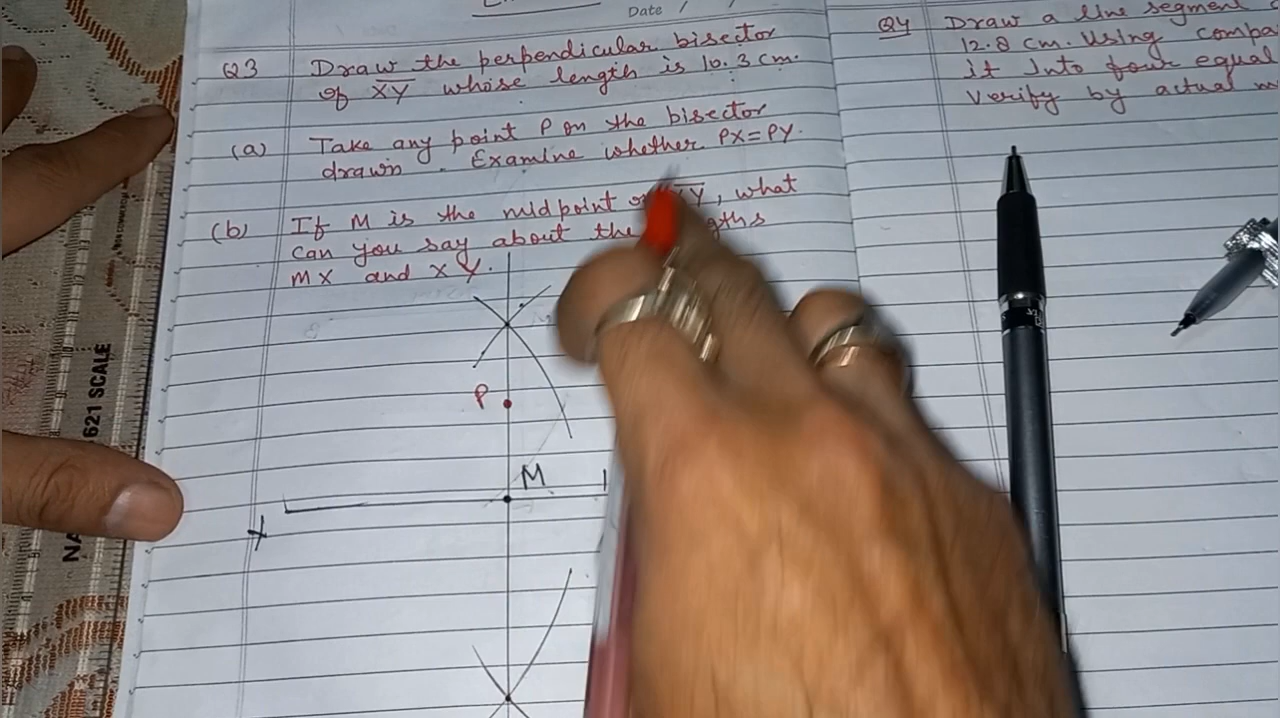 Date / /
Q3 Draw the perpendicular bisector
of XY whose length is 10.3 cm.
(a) Take any point P on the bisector
drawn. Examine whether PX=PY.
(b) If M is the midpoint XY, what
can you say about the
MX and XY.
P
M
X
621 SCALE
Q4 Draw a line segment
12.8 cm. Using
it into four equal
Verify by actual